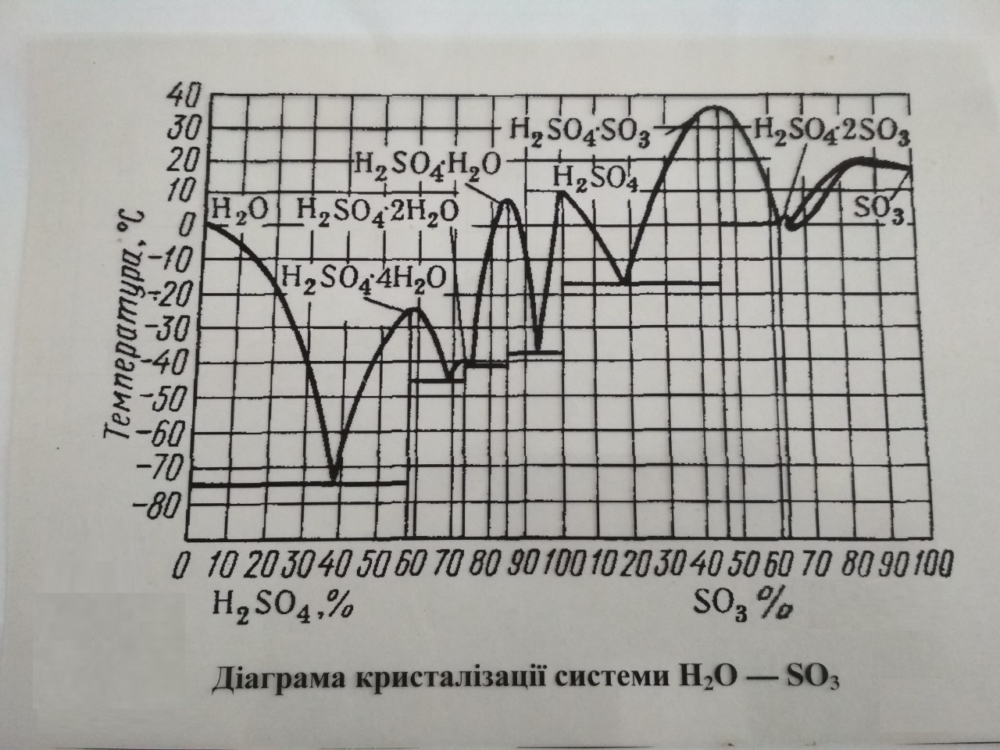 40
30
20
10
0
-10
-20
-30
-40
-50
-60
-70
-80
Температура, °C
H₂O
H₂SO₄·4H₂O
H₂SO₄·2H₂O
H₂SO₄·H₂O
H₂SO₄
H₂SO₄·SO₃
H₂SO₄·2SO₃
SO₃
0 10 20 30 40 50 60 70 80 90 100 10 20 30 40 50 60 70 80 90 100
H₂SO₄,% SO₃ %
Діаграма кристалізації системи H₂O — SO₃